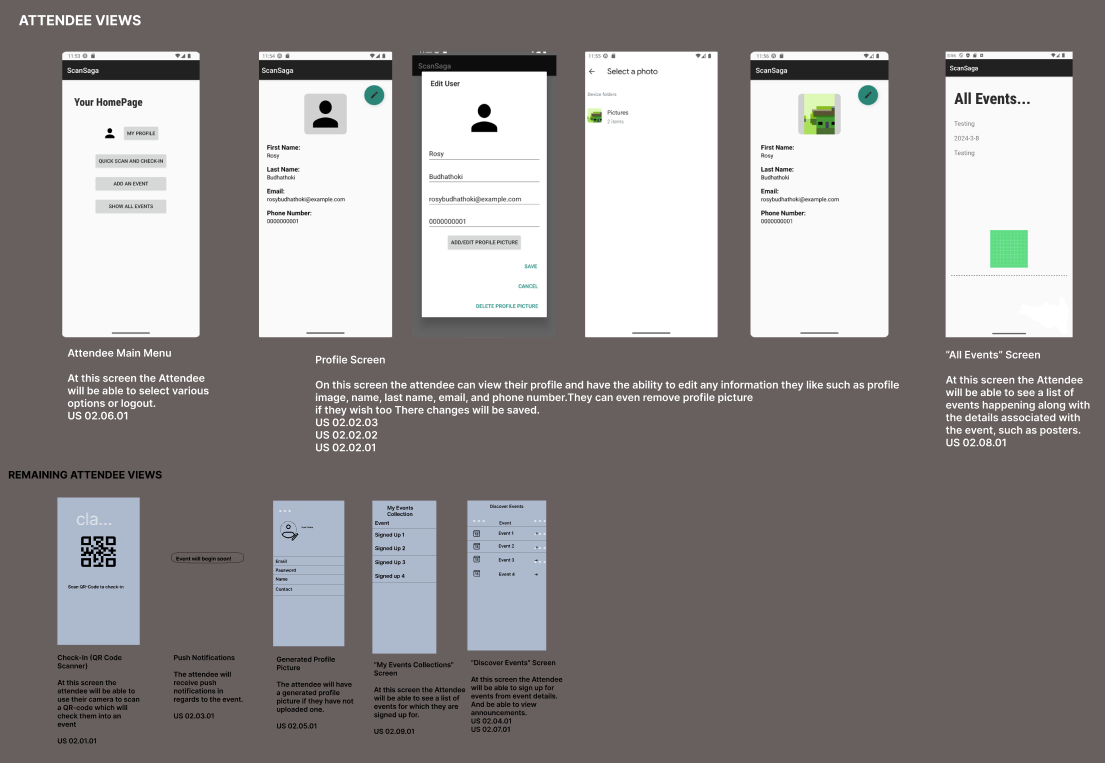 ATTENDEE VIEWS
11:53
ScanSaga
Your HomePage
MY PROFILE
QUICK SCAN AND CHECK-IN
ADD AN EVENT
SHOW ALL EVENTS
Attendee Main Menu
At this screen the Attendee
will be able to select various
options or logout.
US 02.06.01
11:54
ScanSaga
First Name:
Rosy
Last Name:
Budhathoki
Email:
rosybudhathoki@example.com
Phone Number:
0000000001
ScanSaga
Edit User
Rosy
Budhathoki
rosybudhathoki@example.com
0000000001
ADD/EDIT PROFILE PICTURE
SAVE
CANCEL
DELETE PROFILE PICTURE
11:55
Select a photo
Device folders
Pictures
2 items
11:56
ScanSaga
First Name:
Rosy
Last Name:
Budhathoki
Email:
rosybudhathoki@example.com
Phone Number:
0000000001
Profile Screen
On this screen the attendee can view their profile and have the ability to edit any information they like such as profile
image, name, last name, email, and phone number.They can even remove profile picture
if they wish too There changes will be saved.
US 02.02.03
US 02.02.02
US 02.02.01
ScanSaga
All Events...
Testing
2024-3-8
Testing
“All Events” Screen
At this screen the Attendee
will be able to see a list of
events happening along with
the details associated with
the event, such as posters.
US 02.08.01
REMAINING ATTENDEE VIEWS
cla...
Scan QR-Code to check-in
Check-in (QR Code
Scanner)
At this screen the
attendee will be able to
use their camera to scan
a QR-code which will
check them into an
event
US 02.01.01
Event will begin soon!
Push Notifications
The attendee will
receive push
notifications in
regards to the event.
US 02.03.01
Email
Password
Name
Contact
Generated Profile
Picture
The attendee will have
a generated profile
picture if they have not
uploaded one.
US 02.05.01
My Events
Collection
Event
Signed Up 1
Signed Up 2
Signed Up 3
Signed up 4
“My Events Collections”
Screen
At this screen the Attendee
will be able to see a list of
events for which they are
signed up for.
US 02.09.01
Discover Events
Event
Event 1
Event 2
Event 3
Event 4
“Discover Events” Screen
At this screen the Attendee
will be able to sign up for
events from event details.
And be able to view
announcements.
US 02.04.01
US 02.07.01